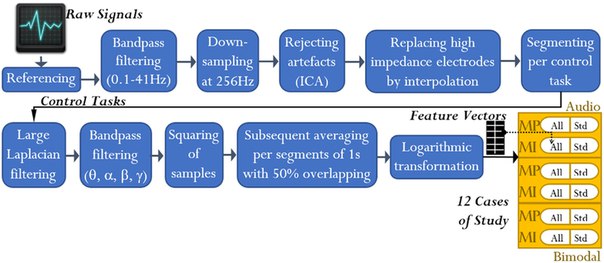 Raw Signals
Referencing
Bandpass
filtering
(0.1-41Hz)
Down-
sampling
at 256Hz
Rejecting
artefacts
(ICA)
Replacing high
impedance electrodes
by interpolation
Segmenting
per control
task
Control Tasks
Large
Laplacian
filtering
Bandpass
filtering
(θ, α, β, γ)
Squaring
of
samples
Subsequent averaging
per segments of 1s
with 50% overlapping
Logarithmic
transformation
Feature Vectors
12 Cases
of Study
Audio
MP All Std
MI All Std
MP All Std
MI All Std
MP All Std
MI All Std
Bimodal